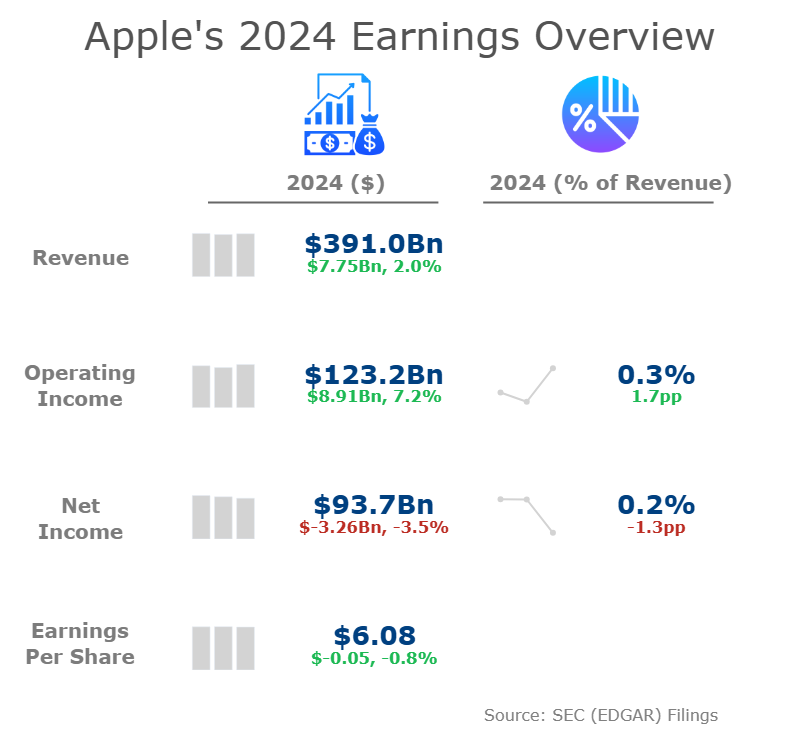 Apple's 2024 Earnings Overview
%
$
$
2024 ($)
2024 (% of Revenue)
Revenue
$391.0Bn
$7.75Bn, 2.0%
Operating
Income
$123.2Bn
$8.91Bn, 7.2%
0.3%
1.7pp
Net
Income
$93.7Bn
$-3.26Bn, -3.5%
0.2%
-1.3pp
Earnings
Per Share
$6.08
$-0.05, -0.8%
Source: SEC (EDGAR) Filings